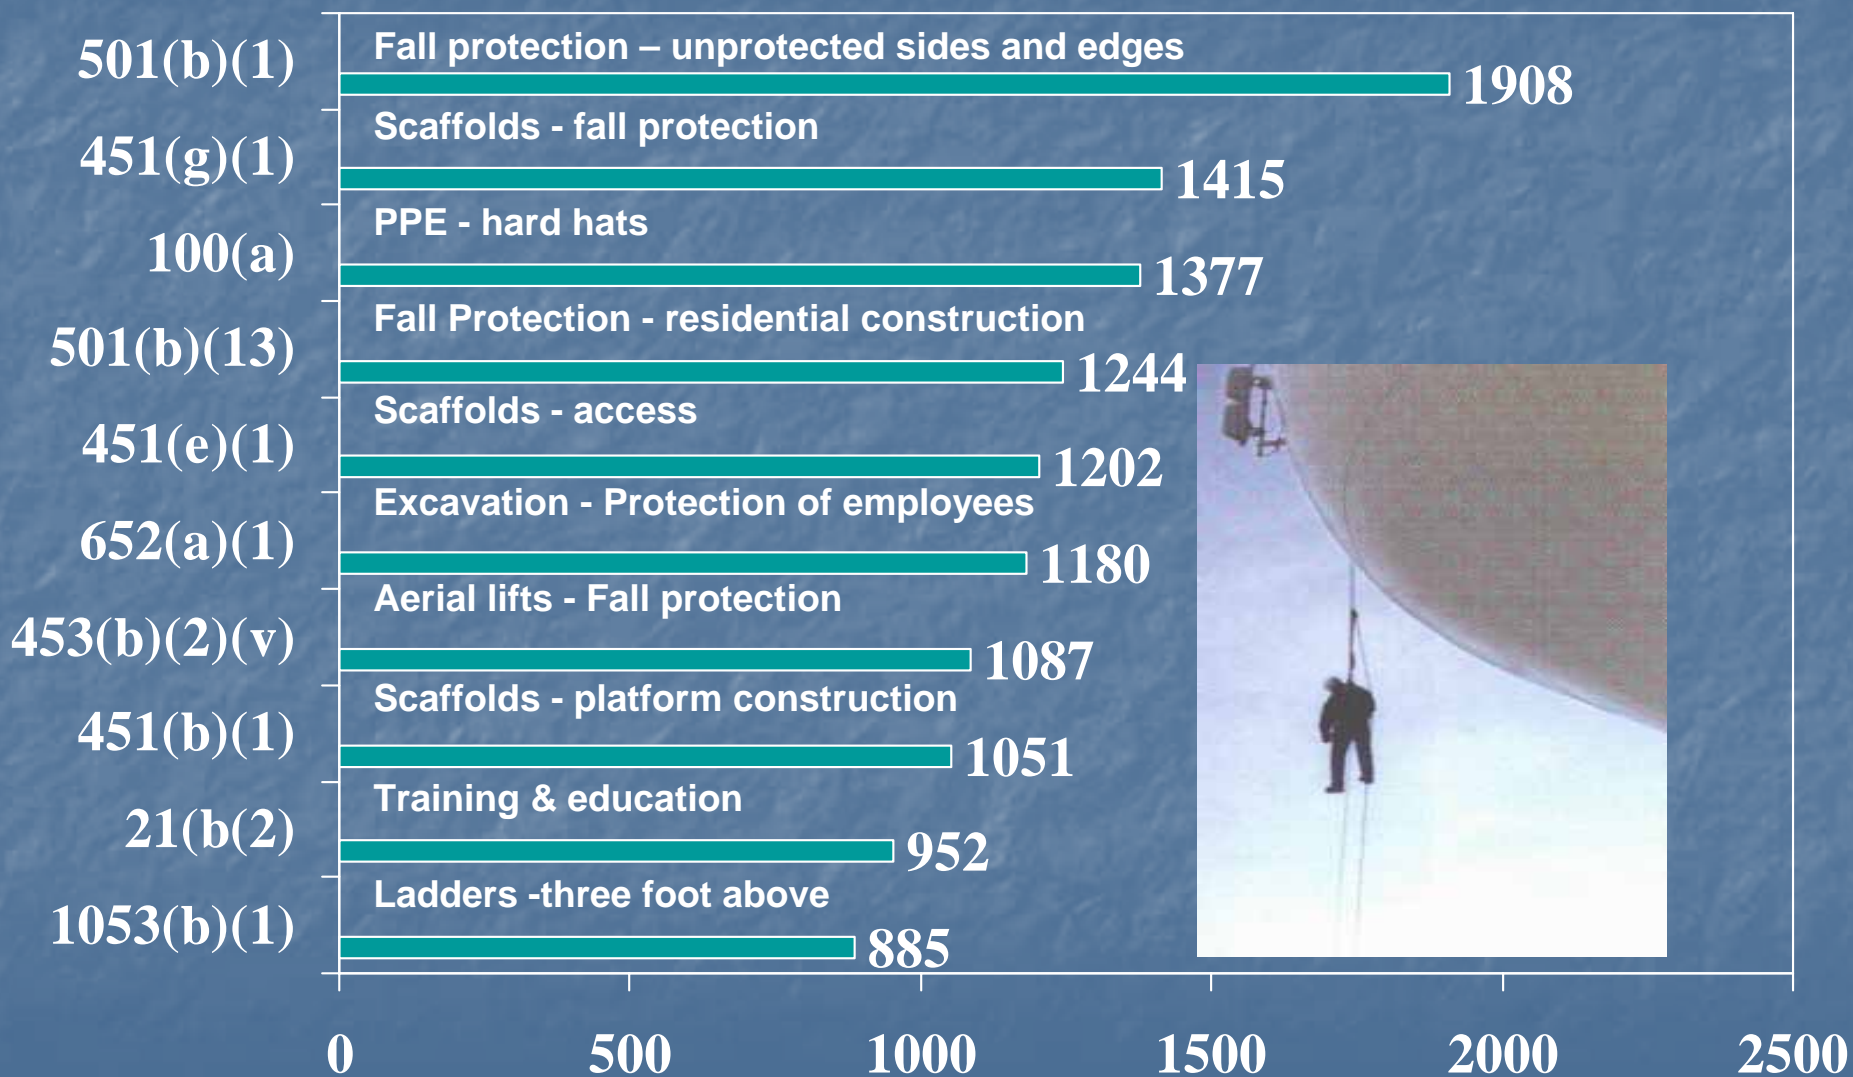 501(b)(1)
Fall protection – unprotected sides and edges
1908
451(g)(1)
Scaffolds - fall protection
1415
100(a)
PPE - hard hats
1377
501(b)(13)
Fall Protection - residential construction
1244
451(e)(1)
Scaffolds - access
1202
652(a)(1)
Excavation - Protection of employees
1180
453(b)(2)(v)
Aerial lifts - Fall protection
1087
451(b)(1)
Scaffolds - platform construction
1051
21(b(2)
Training & education
952
1053(b)(1)
Ladders -three foot above
885
0 500 1000 1500 2000 2500